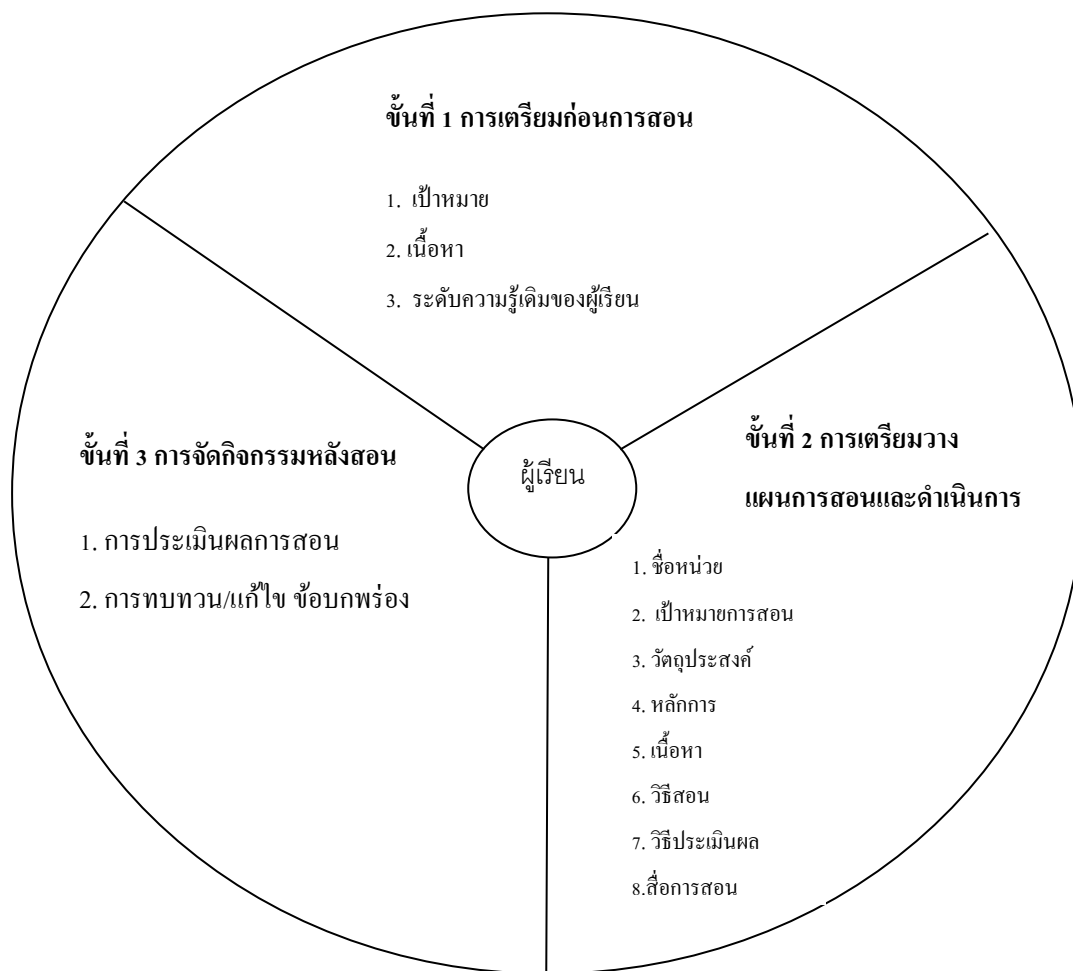 ขั้นที่ 1 การเตรียมก่อนการสอน
1. เป้าหมาย
2. เนื้อหา
3. ระดับความรู้เดิมของผู้เรียน
ผู้เรียน
ขั้นที่ 2 การเตรียมวาง
แผนการสอนและดำเนินการ
1. ชื่อหน่วย
2. เป้าหมายการสอน
3. วัตถุประสงค์
4. หลักการ
5. เนื้อหา
6. วิธีสอน
7. วิธีประเมินผล
8.สื่อการสอน
ขั้นที่ 3 การจัดกิจกรรมหลังสอน
1. การประเมินผลการสอน
2. การทบทวน/แก้ไข ข้อบกพร่อง